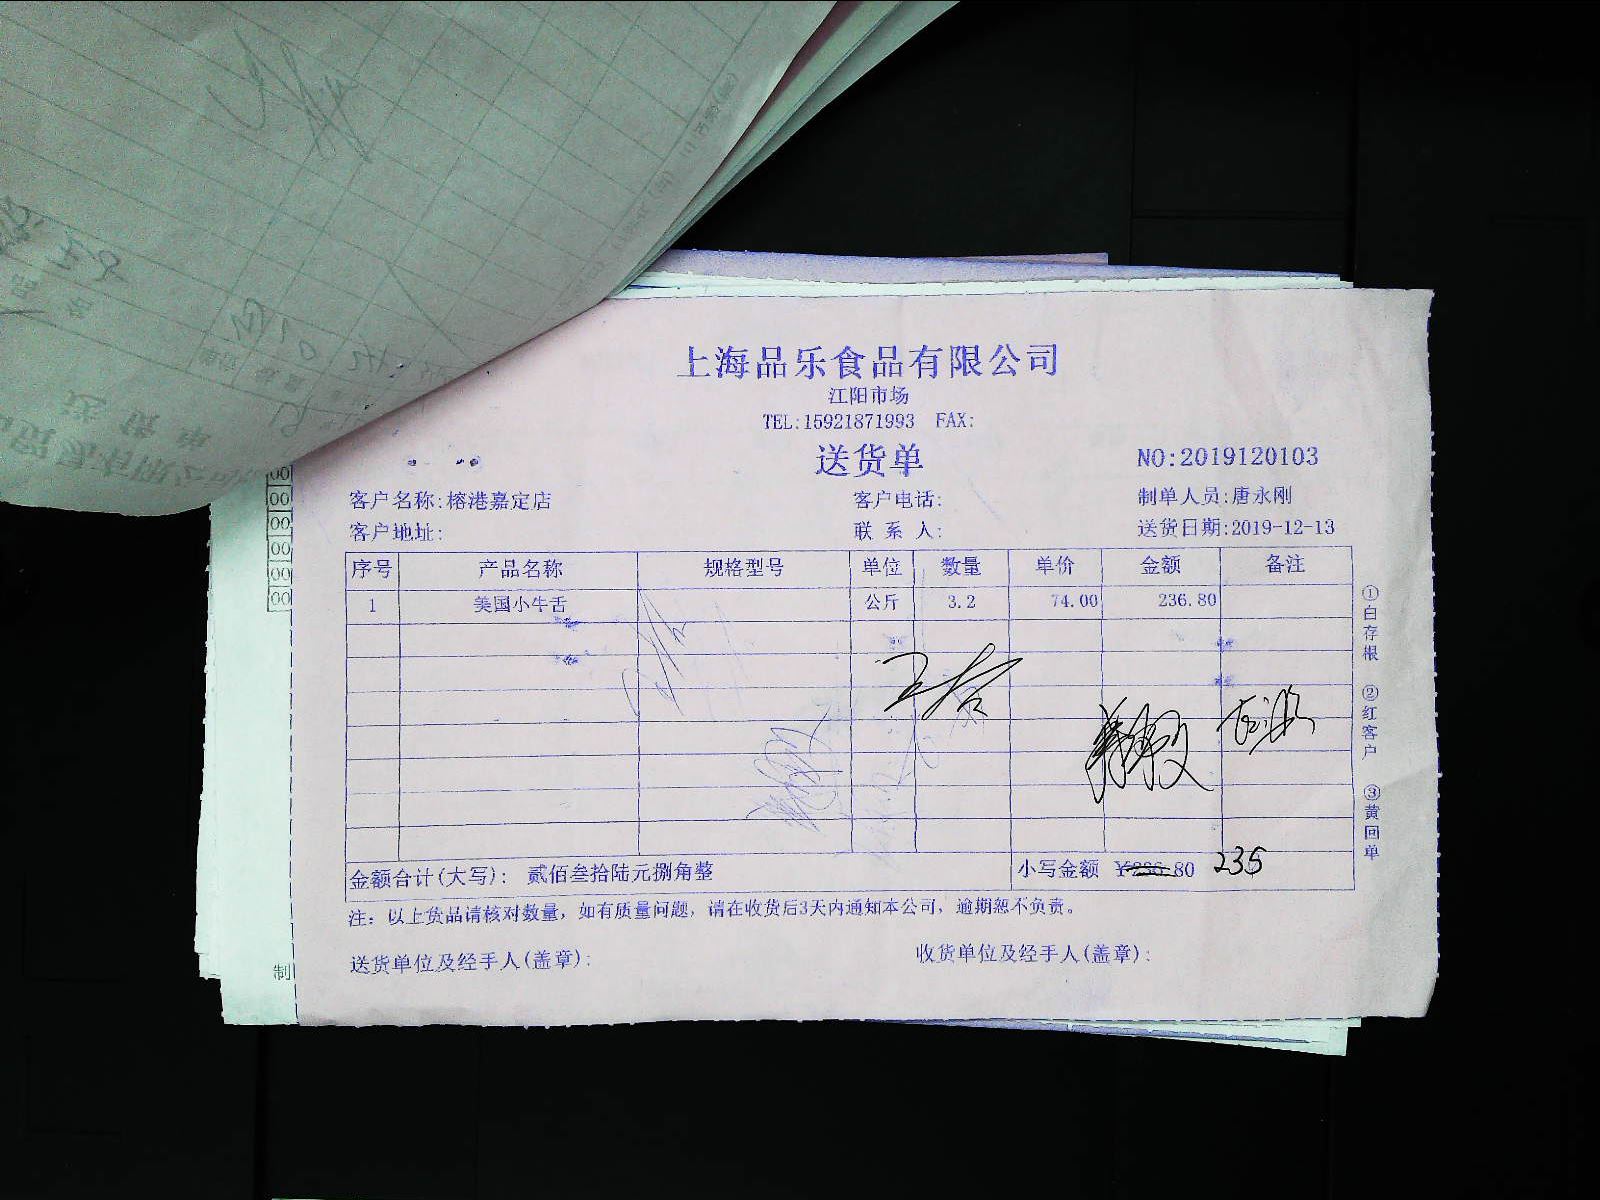 上海品乐食品有限公司
江阳市场
TEL:15921871993 FAX:
送货单
NO:2019120103
客户名称:榕港嘉定店 客户电话: 制单人员:唐永刚
客户地址: 联系人: 送货日期:2019-12-13
序号 产品名称 规格型号 单位 数量 单价 金额 备注
1 美国小牛舌 公斤 3.2 74.00 236.80
金额合计(大写): 贰佰叁拾陆元捌角整 小写金额 ¥236.80 235
注: 以上货品请核对数量, 如有质量问题, 请在收货后3天内通知本公司, 逾期恕不负责。
送货单位及经手人(盖章): 收货单位及经手人(盖章):
①白存根 ②红客户 ③黄回单
00
00
00
00
00
00
制